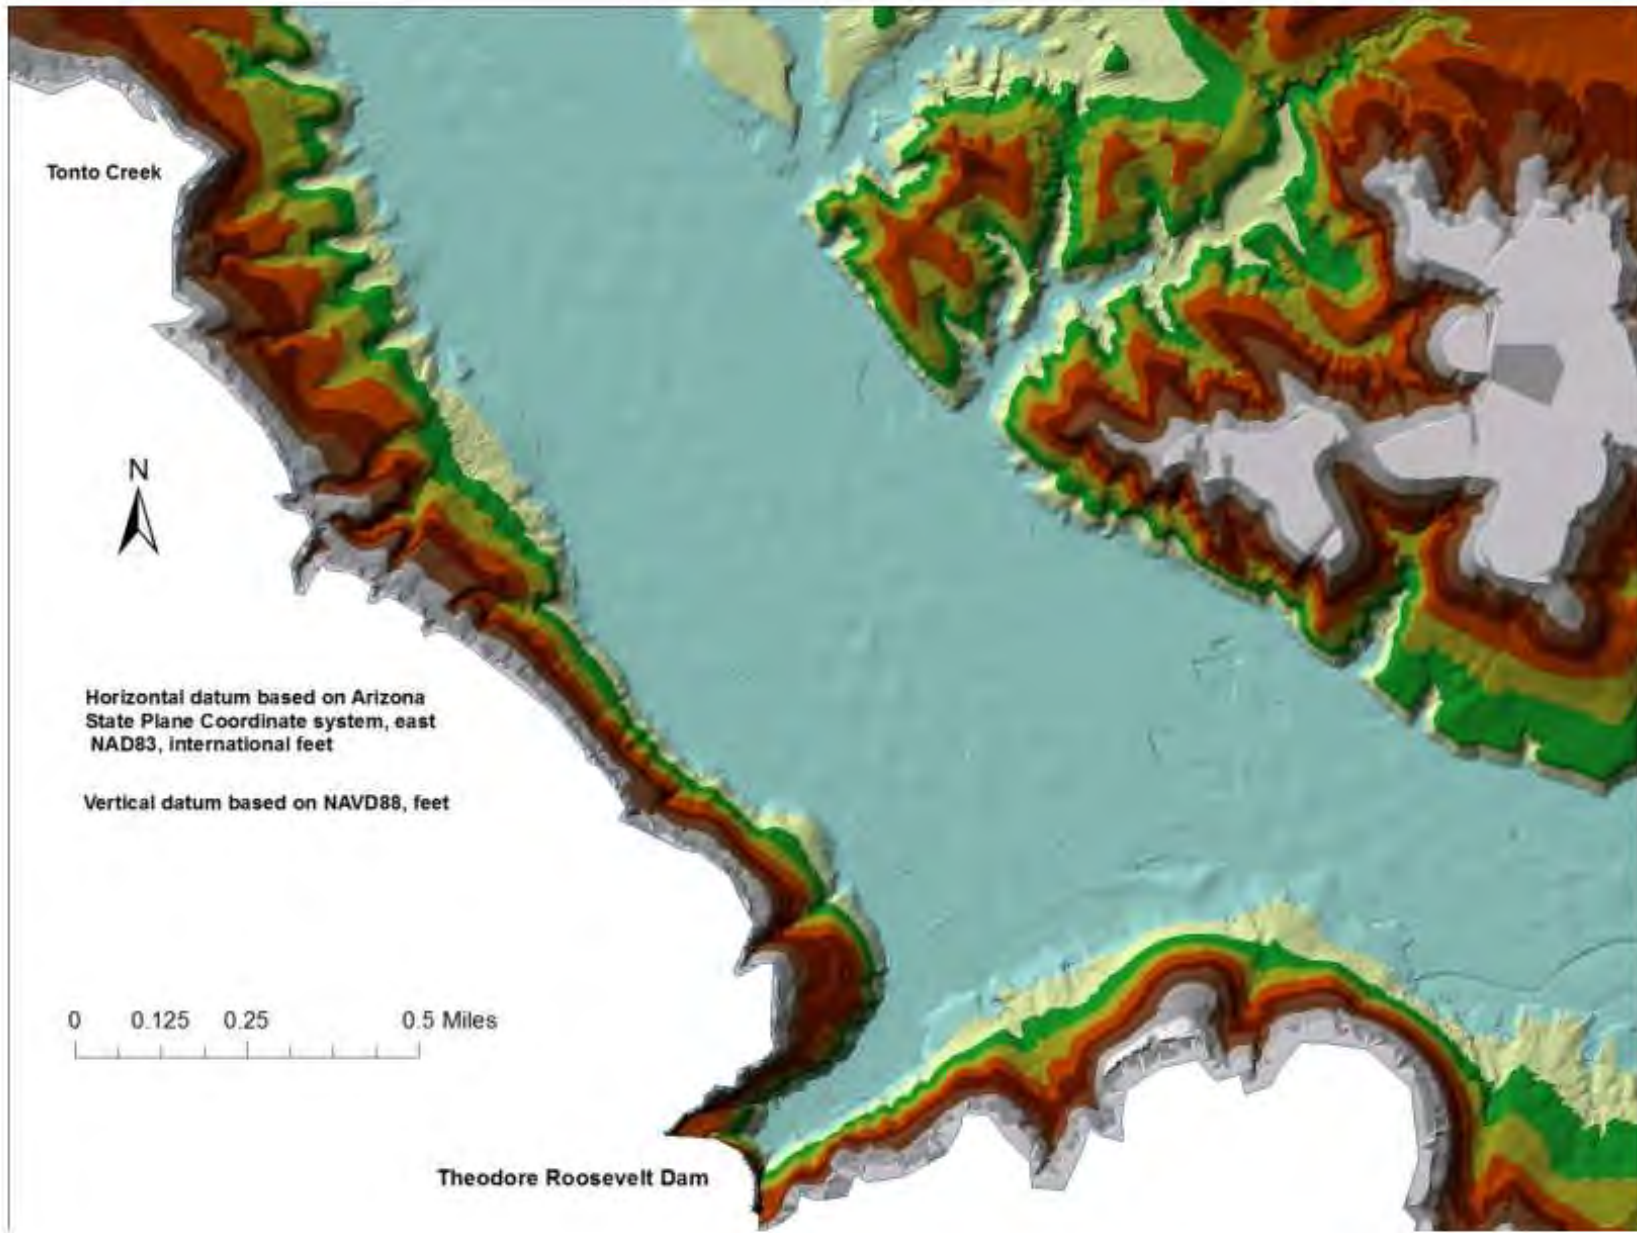 Tonto Creek
N
Horizontal datum based on Arizona
State Plane Coordinate system, east
NAD83, international feet
Vertical datum based on NAVD88, feet
0 0.125 0.25 0.5 Miles
Theodore Roosevelt Dam